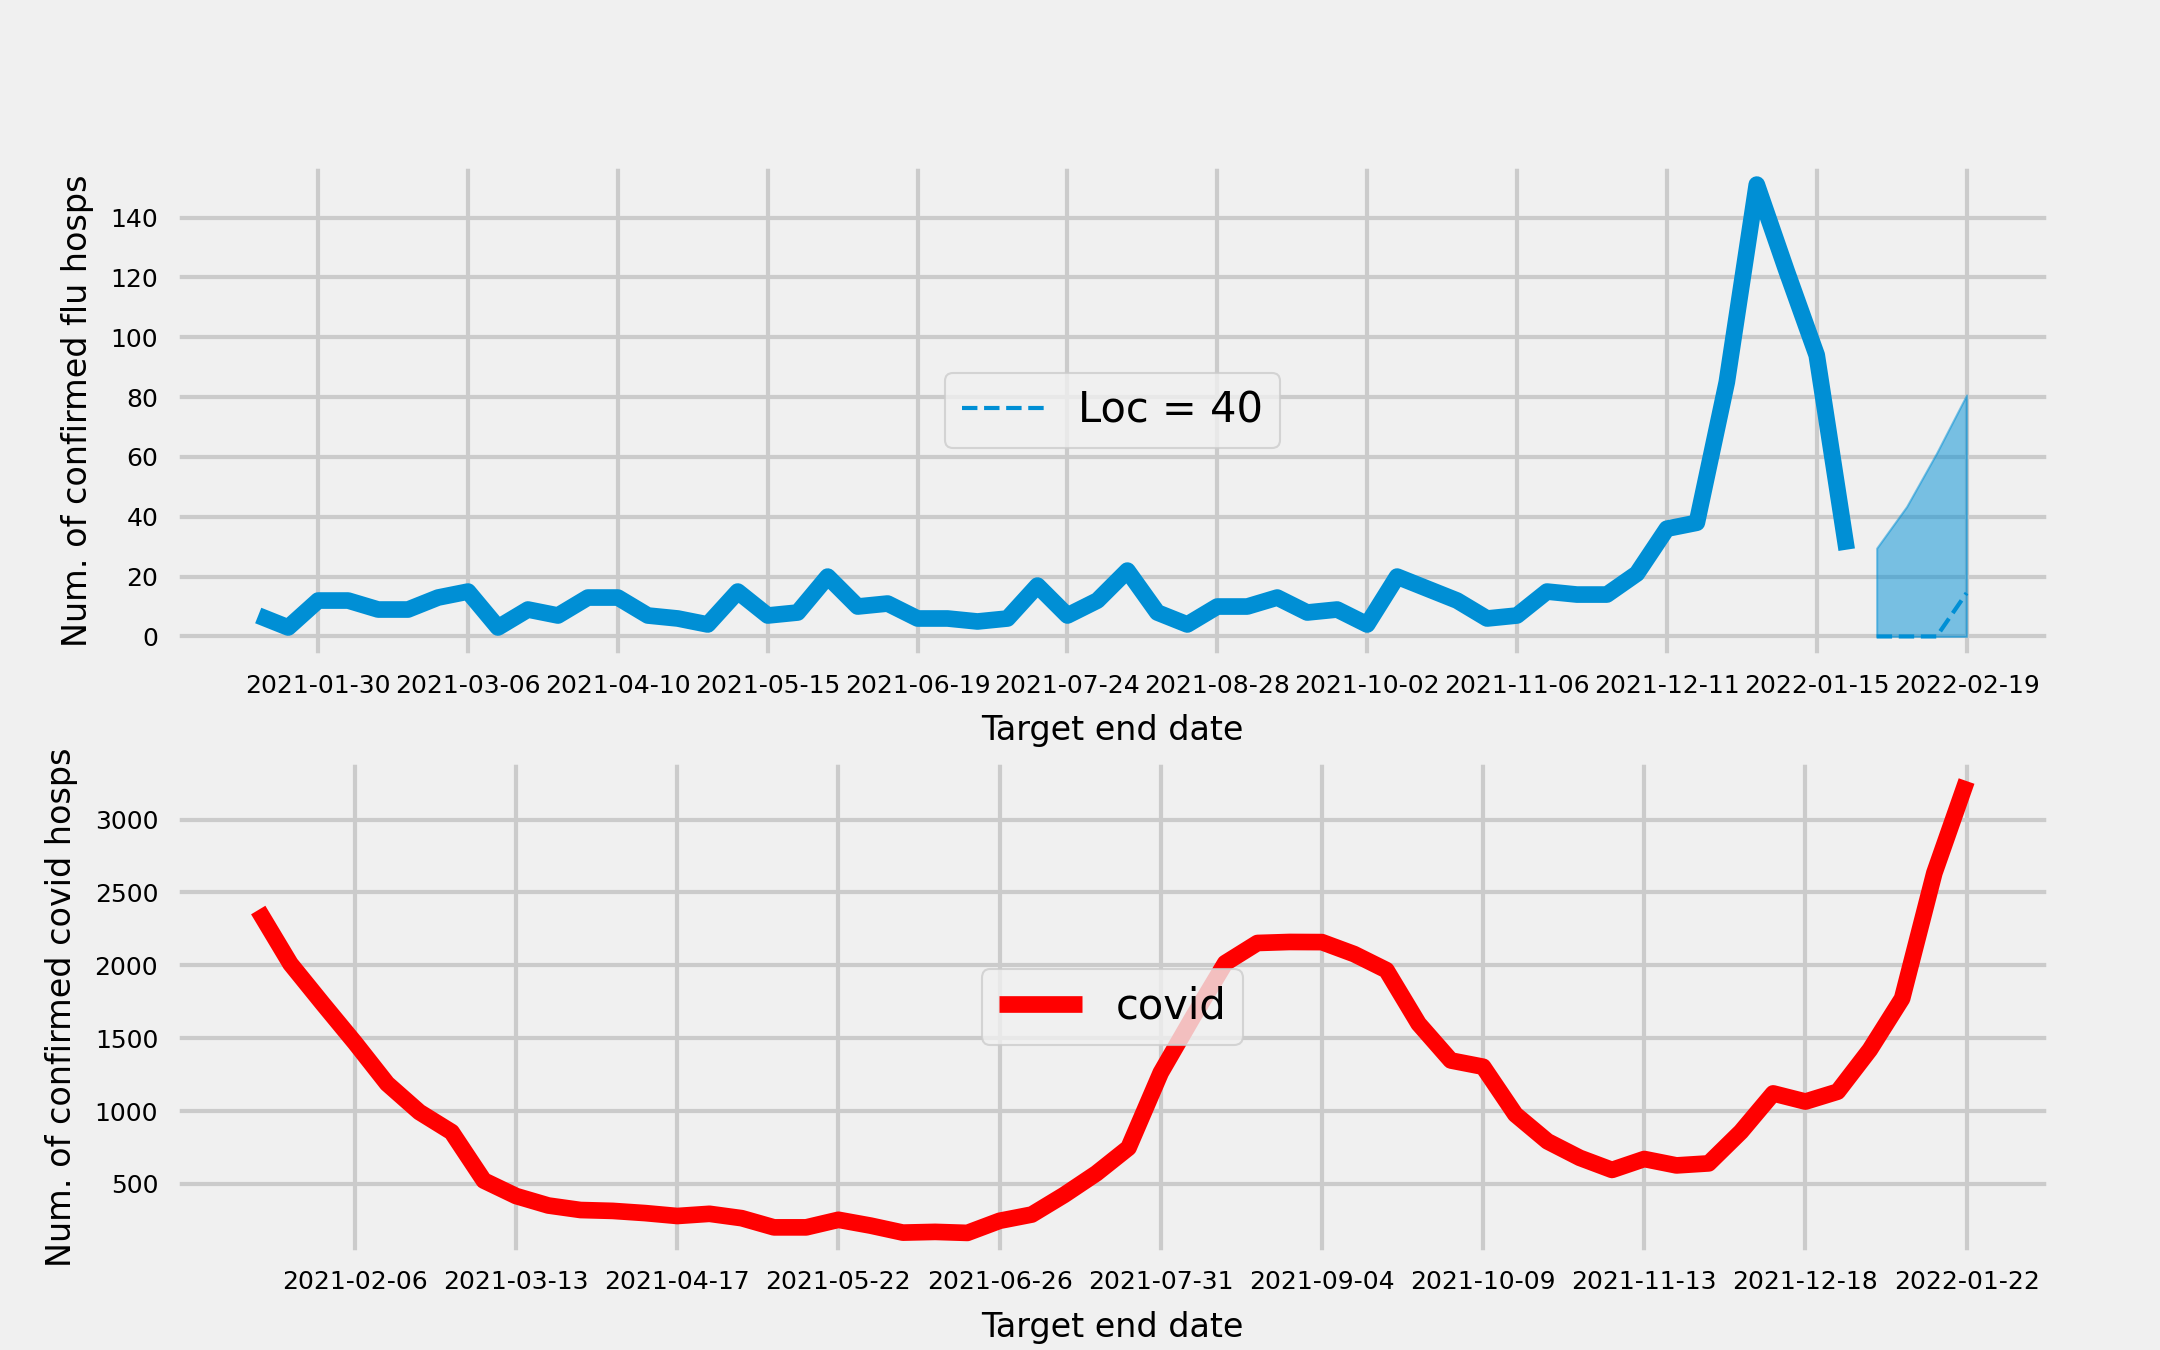 Num. of confirmed flu hosps
140
120
100
80
60
40
20
0
Loc = 40
2021-01-30 2021-03-06 2021-04-10 2021-05-15 2021-06-19 2021-07-24 2021-08-28 2021-10-02 2021-11-06 2021-12-11 2022-01-15 2022-02-19
Target end date
Num. of confirmed covid hosps
3000
2500
2000
1500
1000
500
covid
2021-02-06 2021-03-13 2021-04-17 2021-05-22 2021-06-26 2021-07-31 2021-09-04 2021-10-09 2021-11-13 2021-12-18 2022-01-22
Target end date